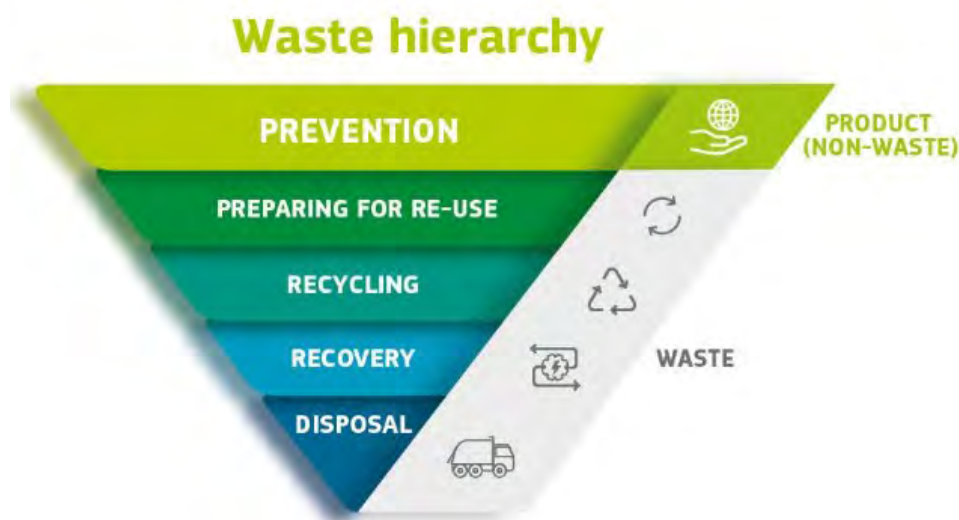 Waste hierarchy
PREVENTION
PRODUCT
(NON-WASTE)
PREPARING FOR RE-USE
RECYCLING
RECOVERY
WASTE
DISPOSAL